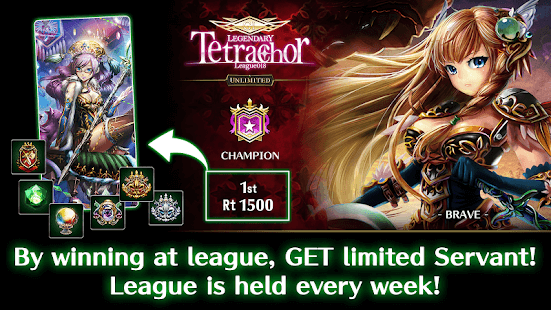 LEGENDARY
Tetrachor
League018
UNLIMITED
CHAMPION
1st
Rt 1500
- BRAVE -
By winning at league, GET limited Servant!
League is held every week!